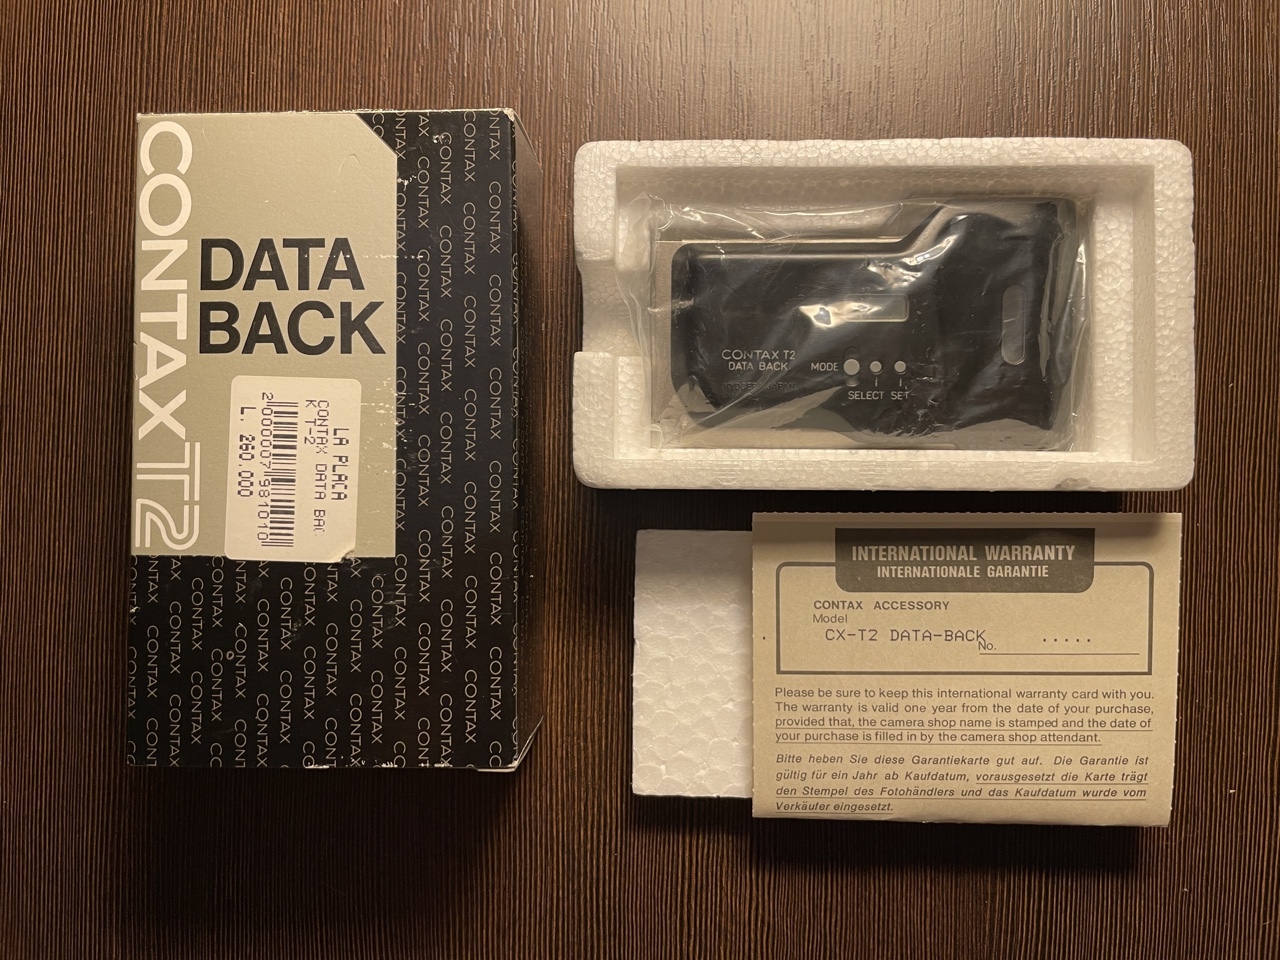 CONTAX T2
DATA
BACK
LA PLACA
CONTAX DATA BAC
K T-2
2000007981010
L. 260.000
CONTAX T2
DATA BACK
MODE
SELECT SET
INTERNATIONAL WARRANTY
INTERNATIONALE GARANTIE
CONTAX ACCESSORY
Model
CX-T2 DATA-BACK
No. .....
Please be sure to keep this international warranty card with you.
The warranty is valid one year from the date of your purchase,
provided that, the camera shop name is stamped and the date of
your purchase is filled in by the camera shop attendant.
Bitte heben Sie diese Garantiekarte gut auf. Die Garantie ist
gültig für ein Jahr ab Kaufdatum, vorausgesetzt die Karte trägt
den Stempel des Fotohändlers und das Kaufdatum wurde vom
Verkäufer eingesetzt.